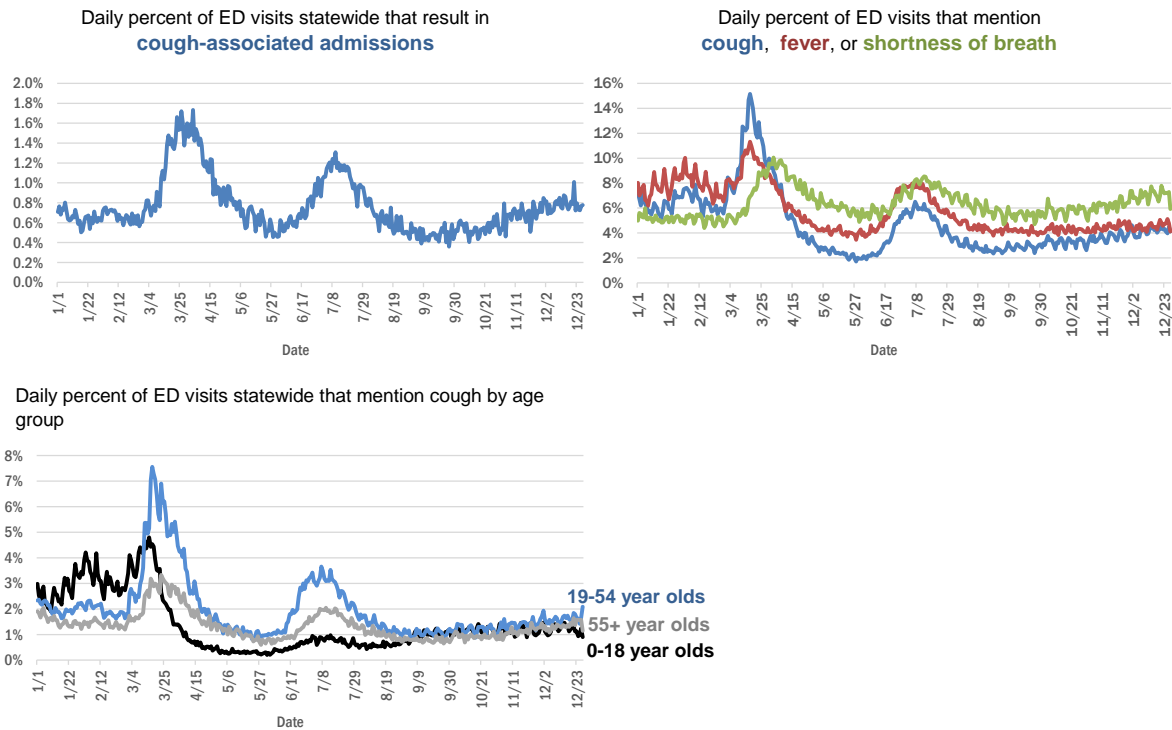 Daily percent of ED visits statewide that result in
cough-associated admissions
2.0%
1.8%
1.6%
1.4%
1.2%
1.0%
0.8%
0.6%
0.4%
0.2%
0.0%
1/1 1/22 2/12 3/4 3/25 4/15 5/6 5/27 6/17 7/8 7/29 8/19 9/9 9/30 10/21 11/11 12/2 12/23
Date
Daily percent of ED visits that mention
cough, fever, or shortness of breath
16%
14%
12%
10%
8%
6%
4%
2%
0%
1/1 1/22 2/12 3/4 3/25 4/15 5/6 5/27 6/17 7/8 7/29 8/19 9/9 9/30 10/21 11/11 12/2 12/23
Date
Daily percent of ED visits statewide that mention cough by age
group
8%
7%
6%
5%
4%
3%
2%
1%
0%
1/1 1/22 2/12 3/4 3/25 4/15 5/6 5/27 6/17 7/8 7/29 8/19 9/9 9/30 10/21 11/11 12/2 12/23
Date
19-54 year olds
55+ year olds
0-18 year olds